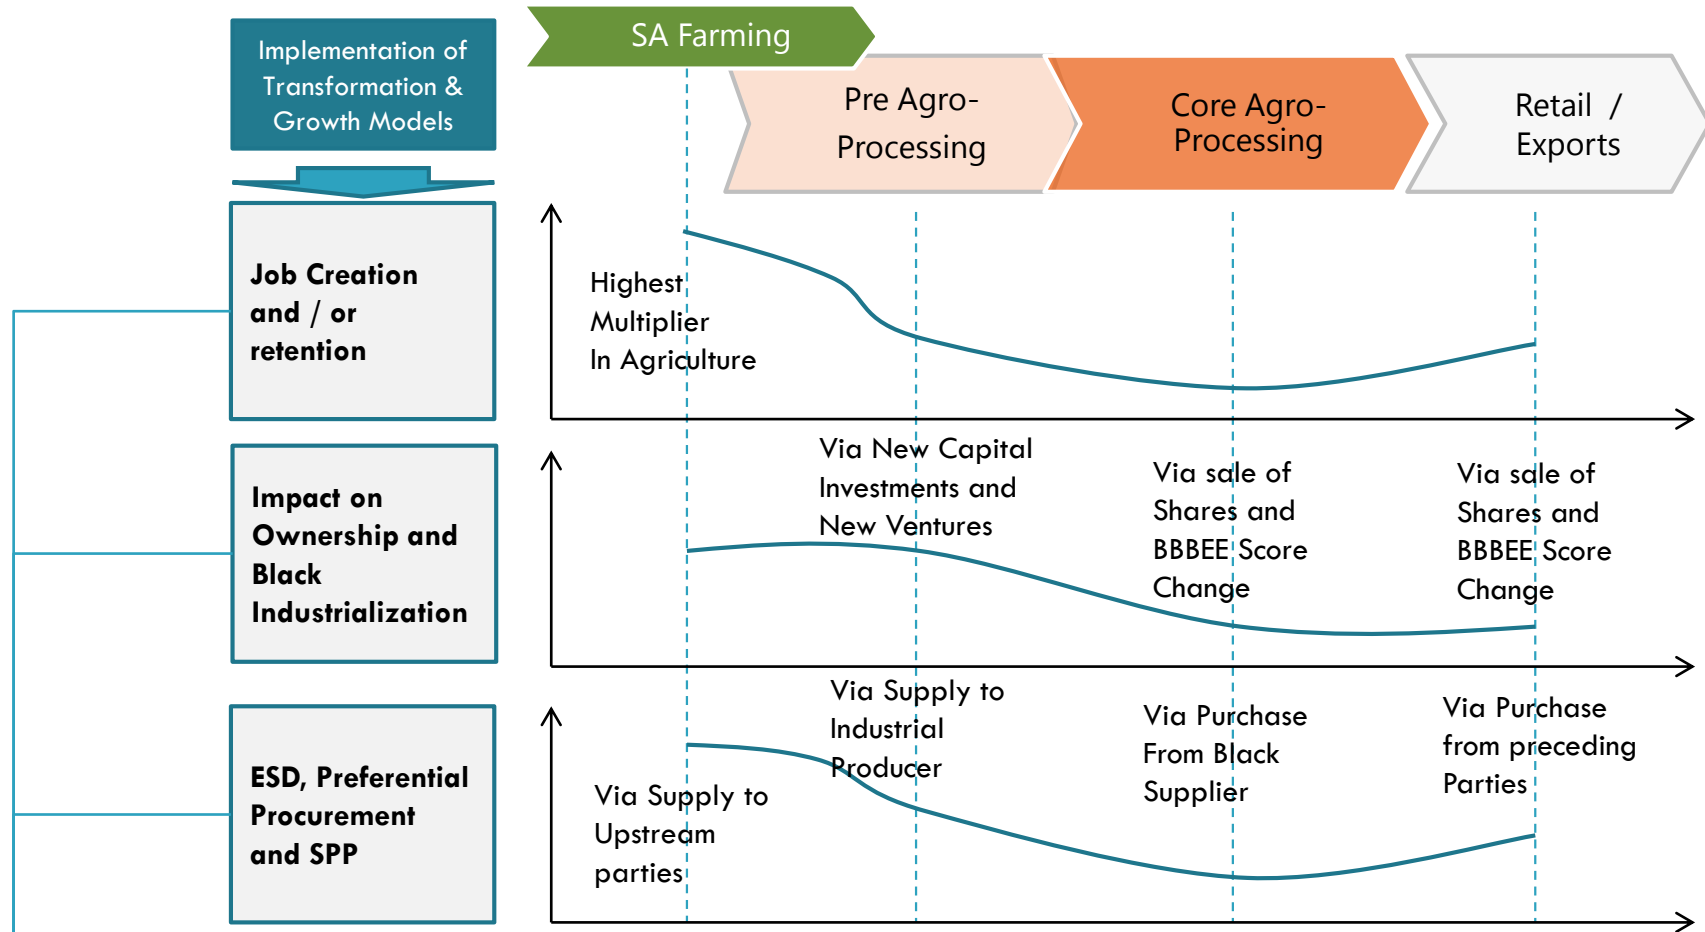 Implementation of
Transformation &
Growth Models
SA Farming
Pre Agro-
Processing
Core Agro-
Processing
Retail /
Exports
Job Creation
and / or
retention
Highest
Multiplier
In Agriculture
Impact on
Ownership and
Black
Industrialization
Via New Capital
Investments and
New Ventures
Via sale of
Shares and
BBBEE Score
Change
Via sale of
Shares and
BBBEE Score
Change
ESD, Preferential
Procurement
and SPP
Via Supply to
Upstream
parties
Via Supply to
Industrial
Producer
Via Purchase
From Black
Supplier
Via Purchase
from preceding
Parties